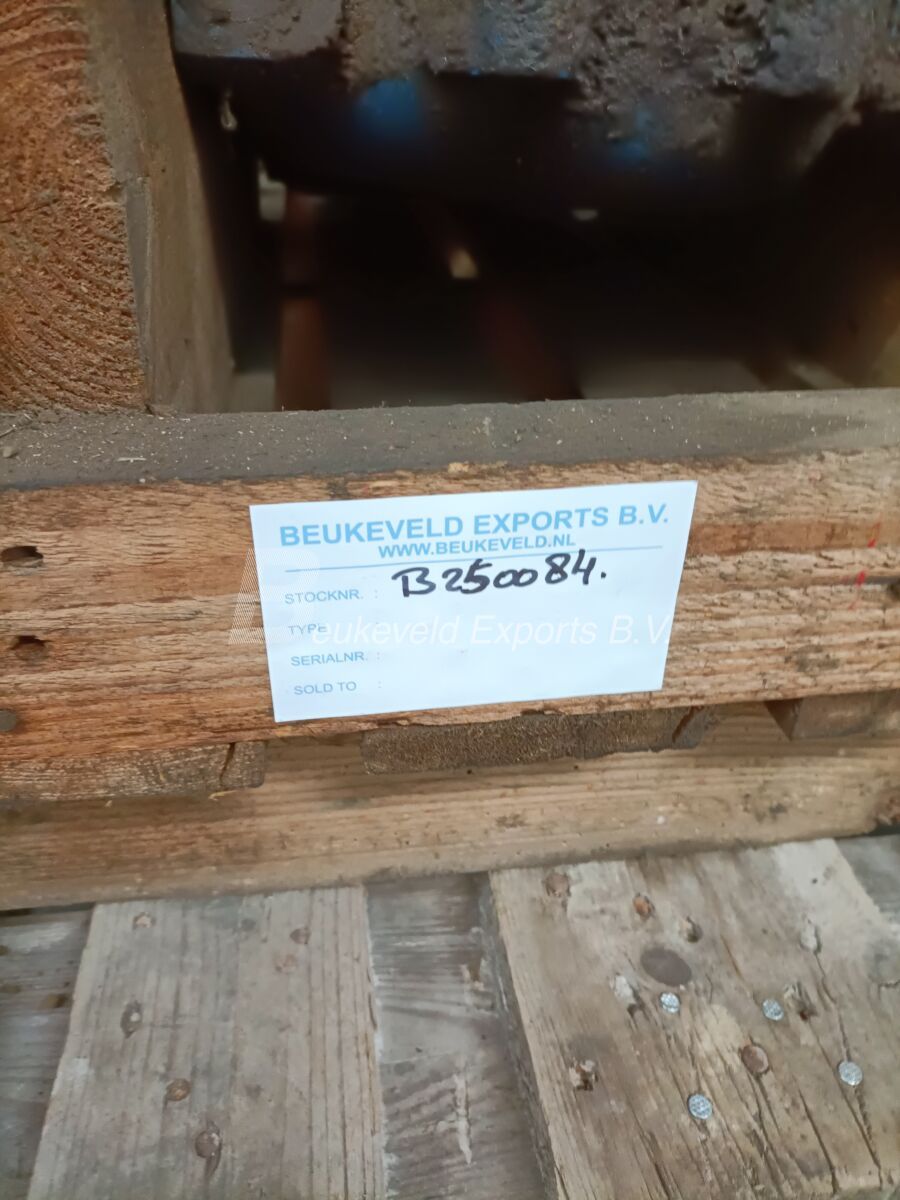 BEUKEVELD EXPORTS B.V.
WWW.BEUKEVELD.NL
STOCKNR. : B250084.
TYPE
Beukeveld Exports B.V.
SERIALNR. :
SOLD TO :